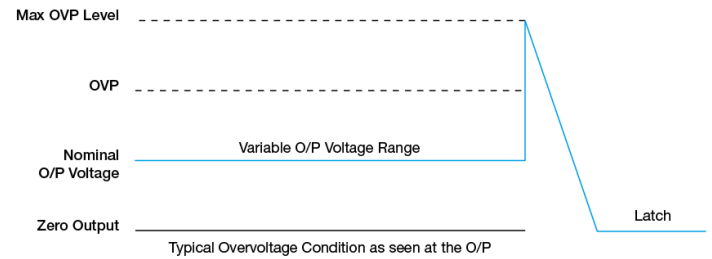 Max OVP Level
OVP
Variable O/P Voltage Range
Nominal
O/P Voltage
Latch
Zero Output
Typical Overvoltage Condition as seen at the O/P